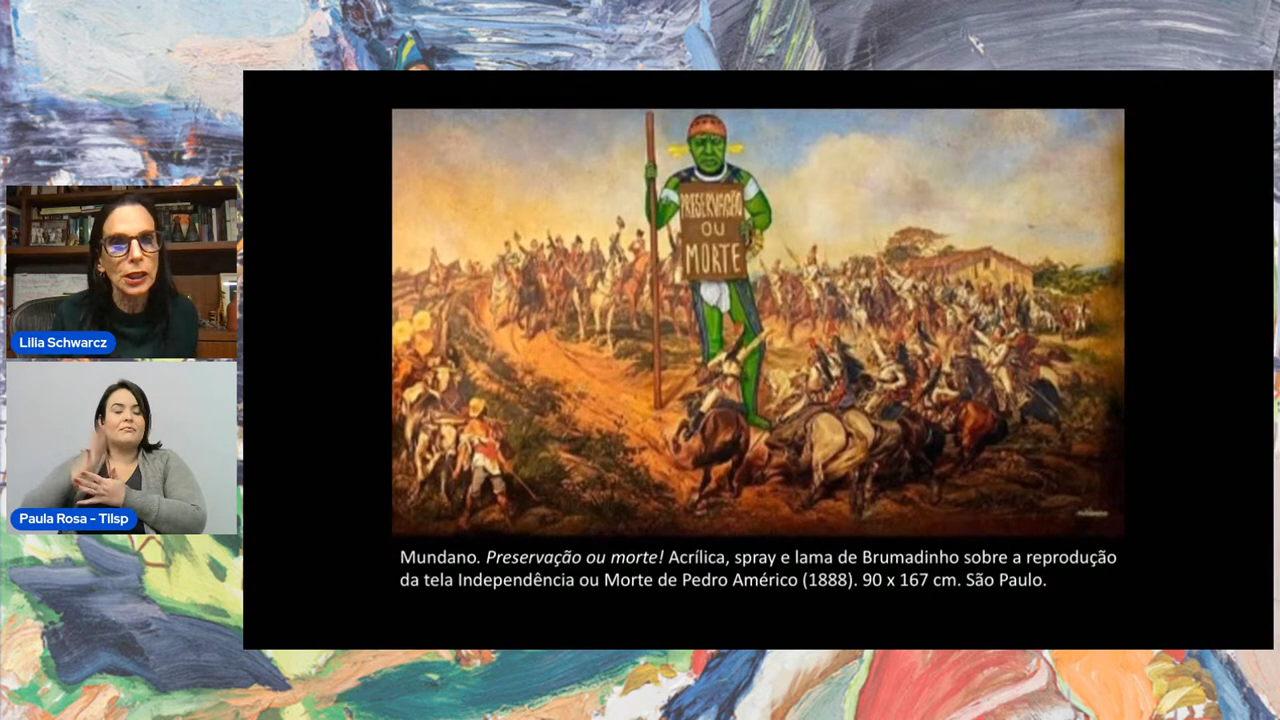 PRESERVAÇÃO
OU
MORTE
Lilia Schwarcz
Paula Rosa - Tilsp
Mundano. Preservação ou morte! Acrílica, spray e lama de Brumadinho sobre a reprodução
da tela Independência ou Morte de Pedro Américo (1888). 90 x 167 cm. São Paulo.